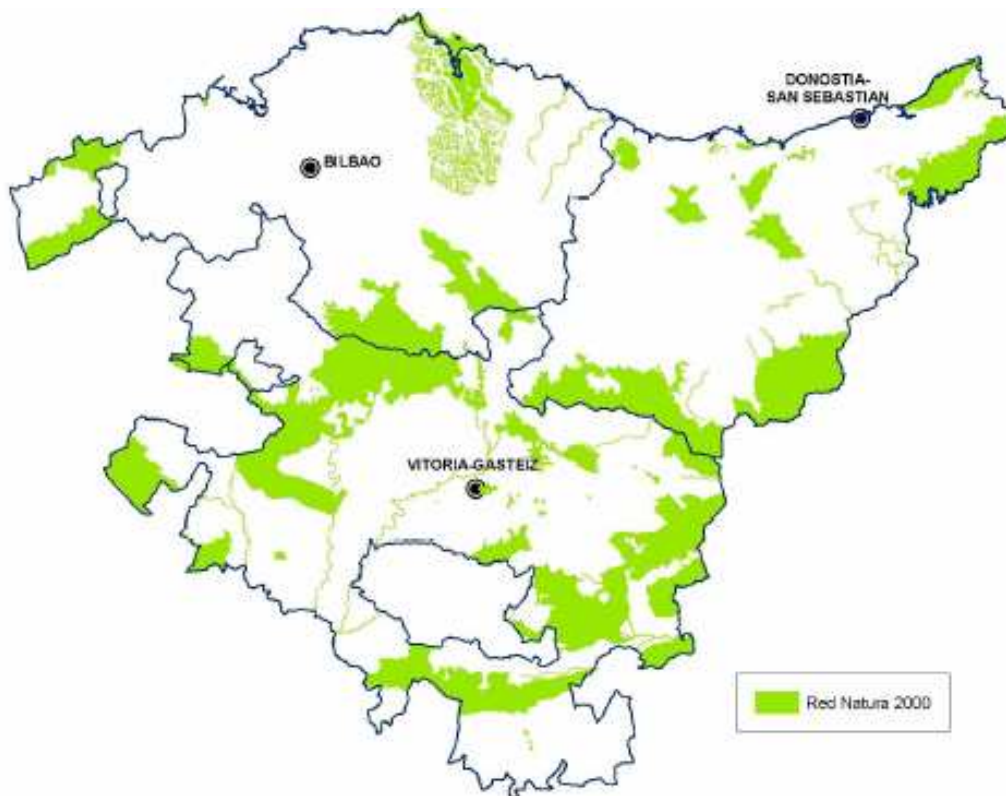 DONOSTIA-
SAN SEBASTIAN
BILBAO
VITORIA-GASTEIZ
Red Natura 2000